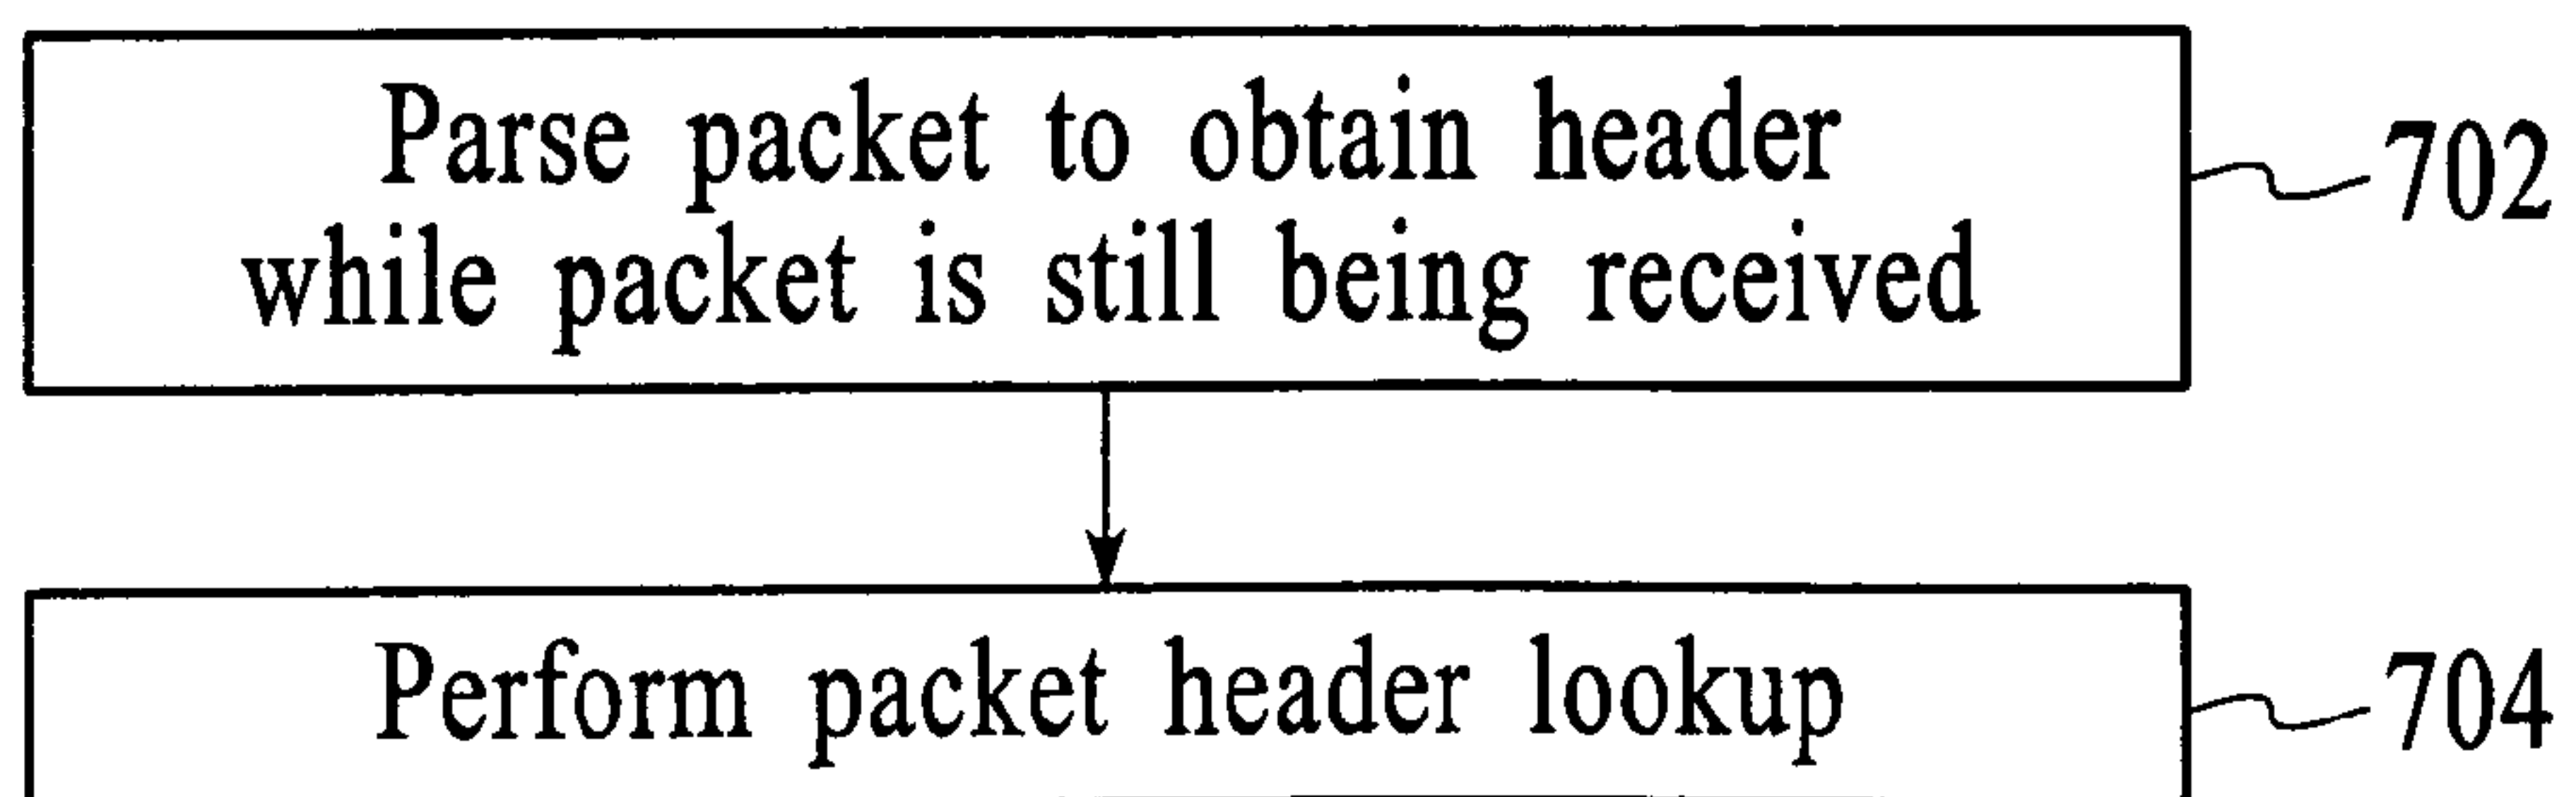 Parse packet to obtain header
while packet is still being received
702
Perform packet header lookup
704